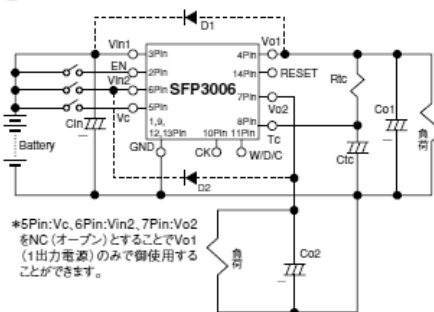 D1
Vin1
3Pin
4Pin
Vo1
EN
2Pin
14Pin
RESET
Vin2
6Pin
SFP3006
7Pin
Vo2
Rtc
Co1
負荷
Cin
Vc
5Pin
8Pin
Tc
1,9,
12,13Pin
10Pin
11Pin
GND
CK
W/D/C
Ctc
Battery
D2
*5Pin:Vc、6Pin:Vin2、7Pin:Vo2
をNC（オープン）とすることでVo1
（1出力電源）のみで御使用する
ことができます。
負荷
Co2